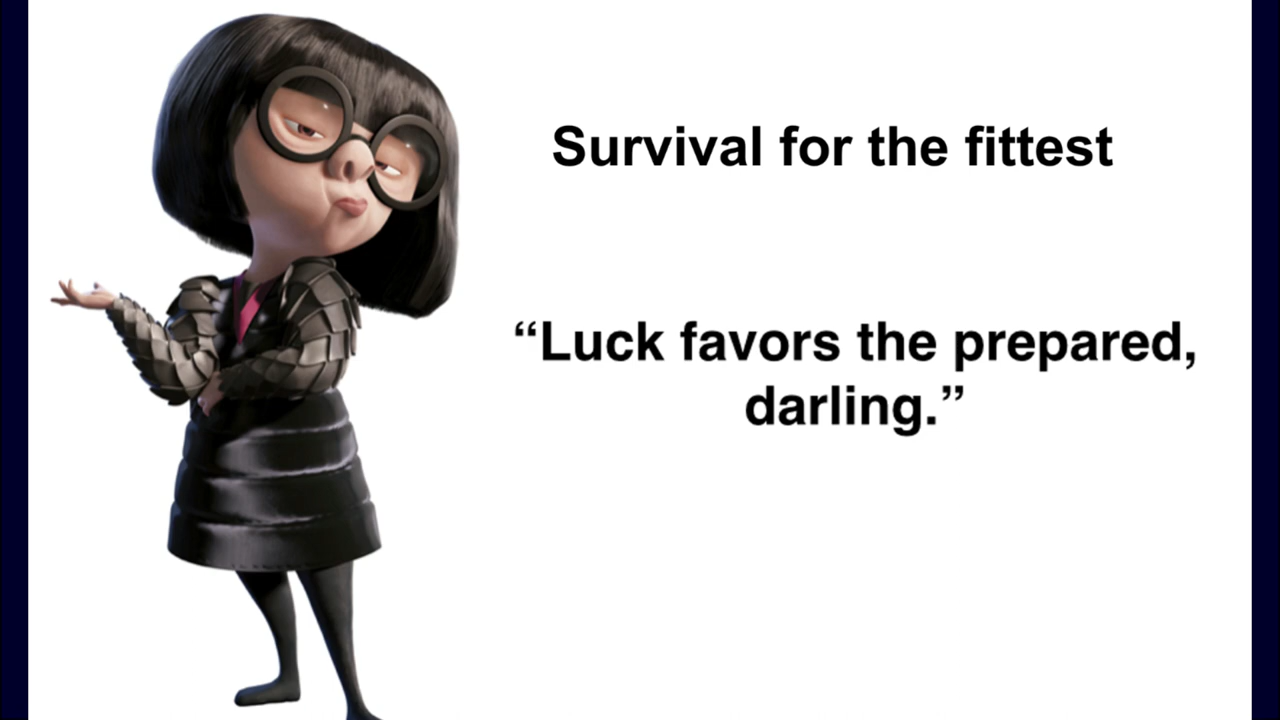 Survival for the fittest
“Luck favors the prepared,
darling.”